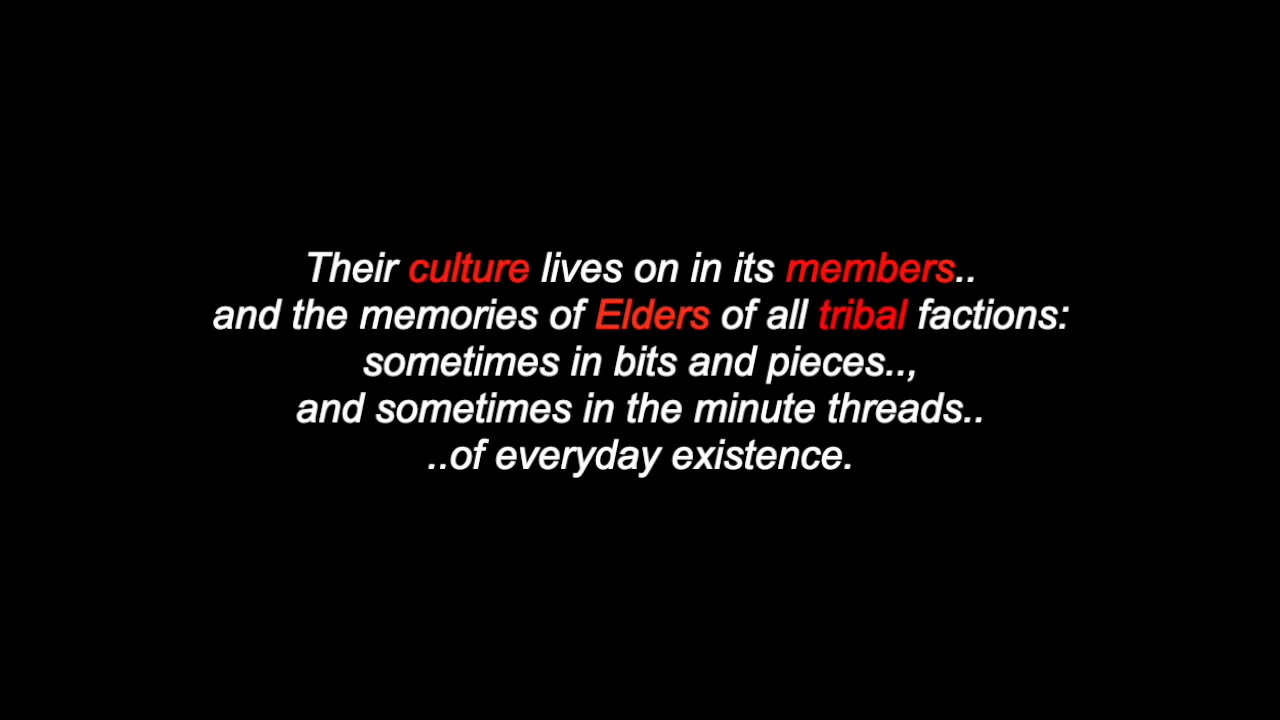 Their culture lives on in its members..
and the memories of Elders of all tribal factions:
sometimes in bits and pieces..,
and sometimes in the minute threads..
..of everyday existence.